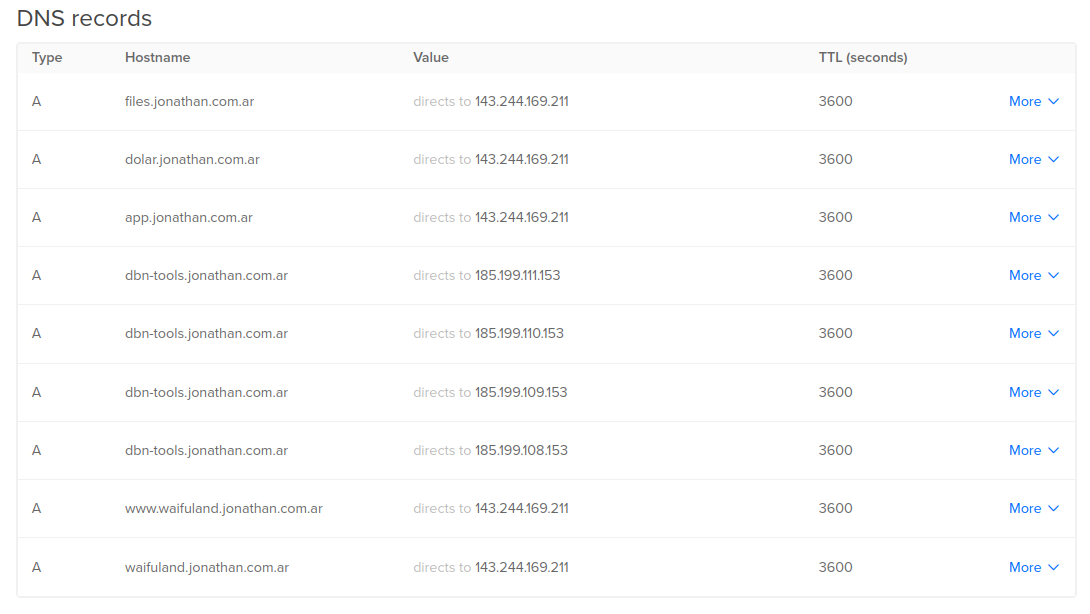 DNS records
Type Hostname Value TTL (seconds)
A files.jonathan.com.ar directs to 143.244.169.211 3600 More
A dolar.jonathan.com.ar directs to 143.244.169.211 3600 More
A app.jonathan.com.ar directs to 143.244.169.211 3600 More
A dbn-tools.jonathan.com.ar directs to 185.199.111.153 3600 More
A dbn-tools.jonathan.com.ar directs to 185.199.110.153 3600 More
A dbn-tools.jonathan.com.ar directs to 185.199.109.153 3600 More
A dbn-tools.jonathan.com.ar directs to 185.199.108.153 3600 More
A www.waifuland.jonathan.com.ar directs to 143.244.169.211 3600 More
A waifuland.jonathan.com.ar directs to 143.244.169.211 3600 More